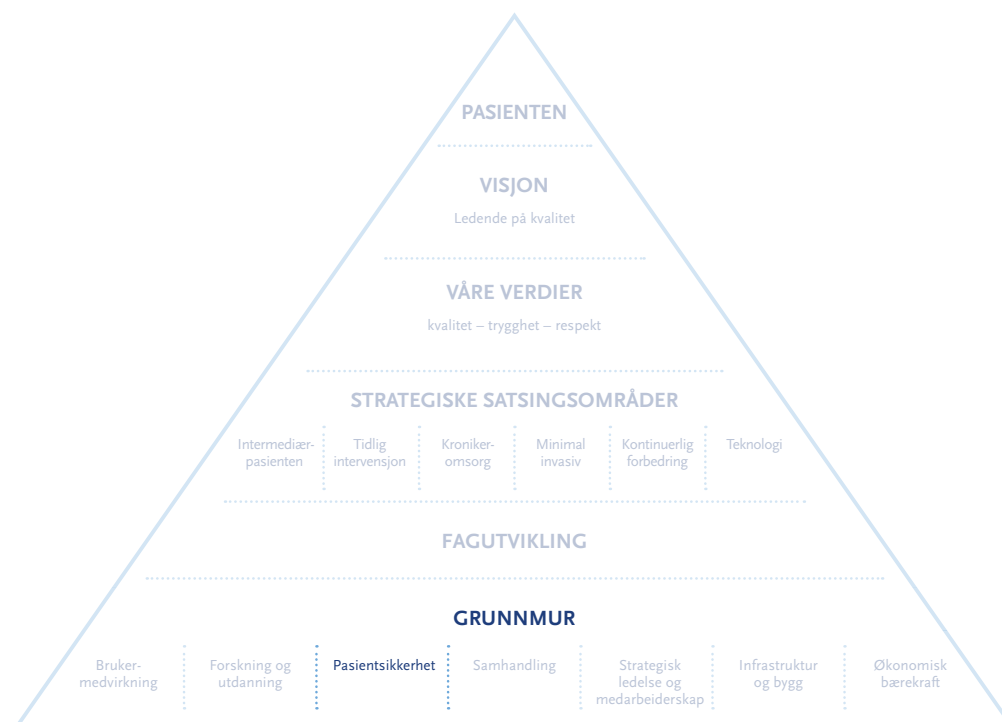 PASIENTEN
VISJON
Ledende på kvalitet
VÅRE VERDIER
kvalitet – trygghet – respekt
STRATEGISKE SATSINGSOMRÅDER
Intermediær-
pasienten
Tidlig
intervensjon
Kroniker-
omsorg
Minimal
invasiv
Kontinuerlig
forbedring
Teknologi
FAGUTVIKLING
GRUNNMUR
Bruker-
medvirkning
Forskning og
utdanning
Pasientsikkerhet
Samhandling
Strategisk
ledelse og
medarbeiderskap
Infrastruktur
og bygg
Økonomisk
bærekraft